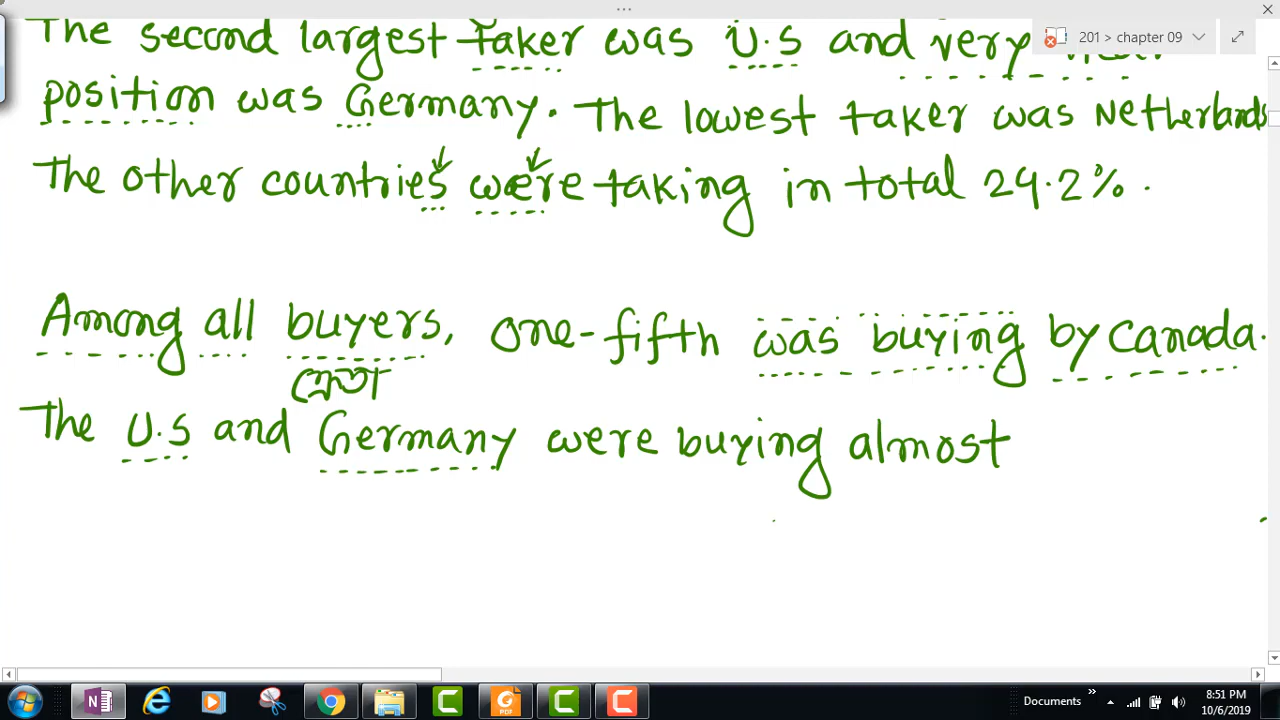 201 > chapter 09
The second largest taker was U.S and very near
position was Germany. The lowest taker was Netherlands
The other countries were taking in total 24.2%.
Among all buyers, one-fifth was buying by Canada.
ক্রেতা
The U.S and Germany were buying almost
Documents
8:51 PM
10/6/2019